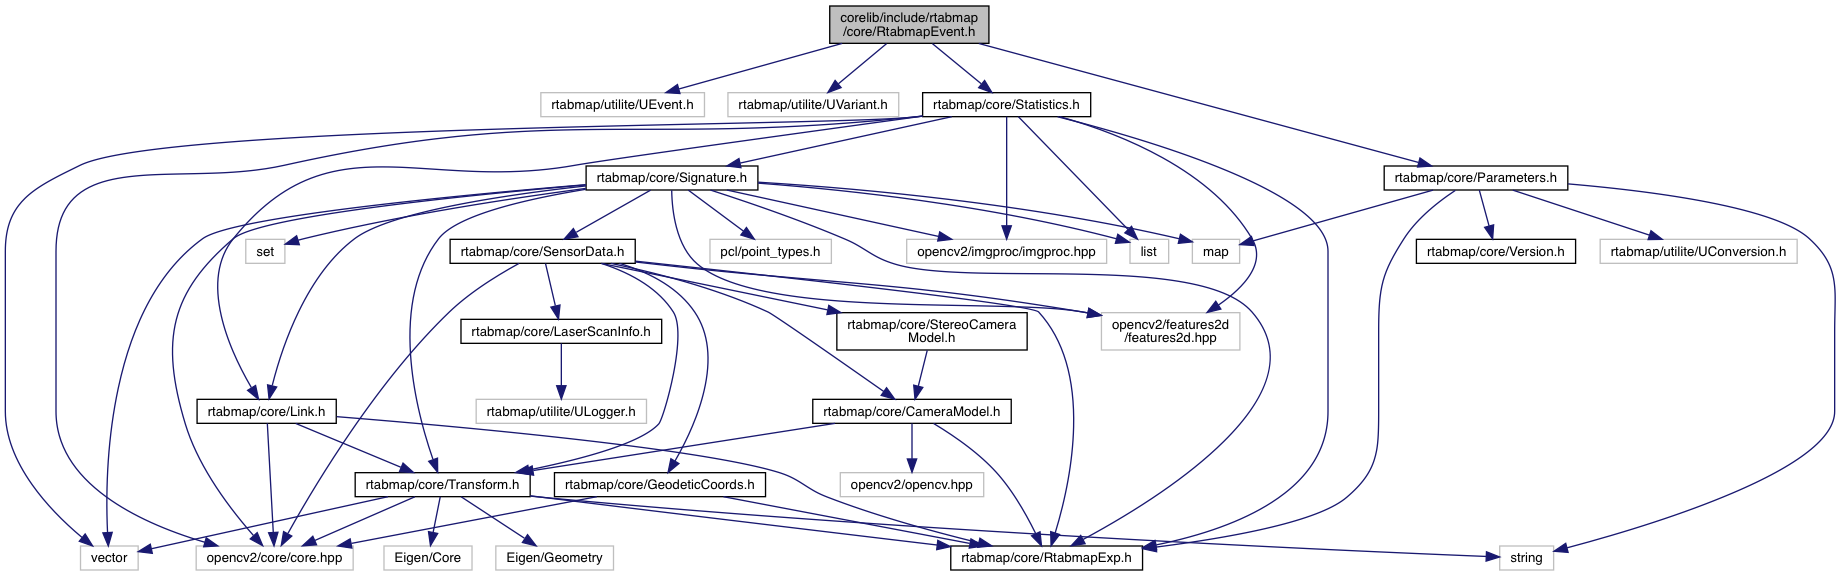 corelib/include/rtabmap
/core/RtabmapEvent.h
rtabmap/utilite/UEvent.h
rtabmap/utilite/UVariant.h
rtabmap/core/Statistics.h
rtabmap/core/Signature.h
rtabmap/core/Parameters.h
set
rtabmap/core/SensorData.h
pcl/point_types.h
opencv2/imgproc/imgproc.hpp
list
map
rtabmap/core/Version.h
rtabmap/utilite/UConversion.h
rtabmap/core/LaserScanInfo.h
rtabmap/core/StereoCamera
Model.h
opencv2/features2d
/features2d.hpp
rtabmap/core/Link.h
rtabmap/utilite/ULogger.h
rtabmap/core/CameraModel.h
rtabmap/core/Transform.h
rtabmap/core/GeodeticCoords.h
opencv2/opencv.hpp
vector
opencv2/core/core.hpp
Eigen/Core
Eigen/Geometry
rtabmap/core/RtabmapExp.h
string